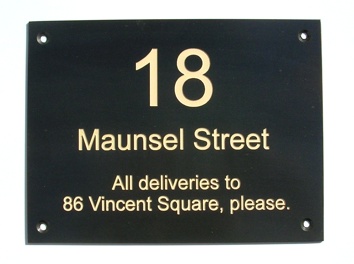 18
Maunsel Street
All deliveries to
86 Vincent Square, please.